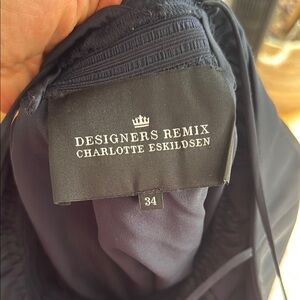 DESIGNERS REMIX
CHARLOTTE ESKILDSEN
34